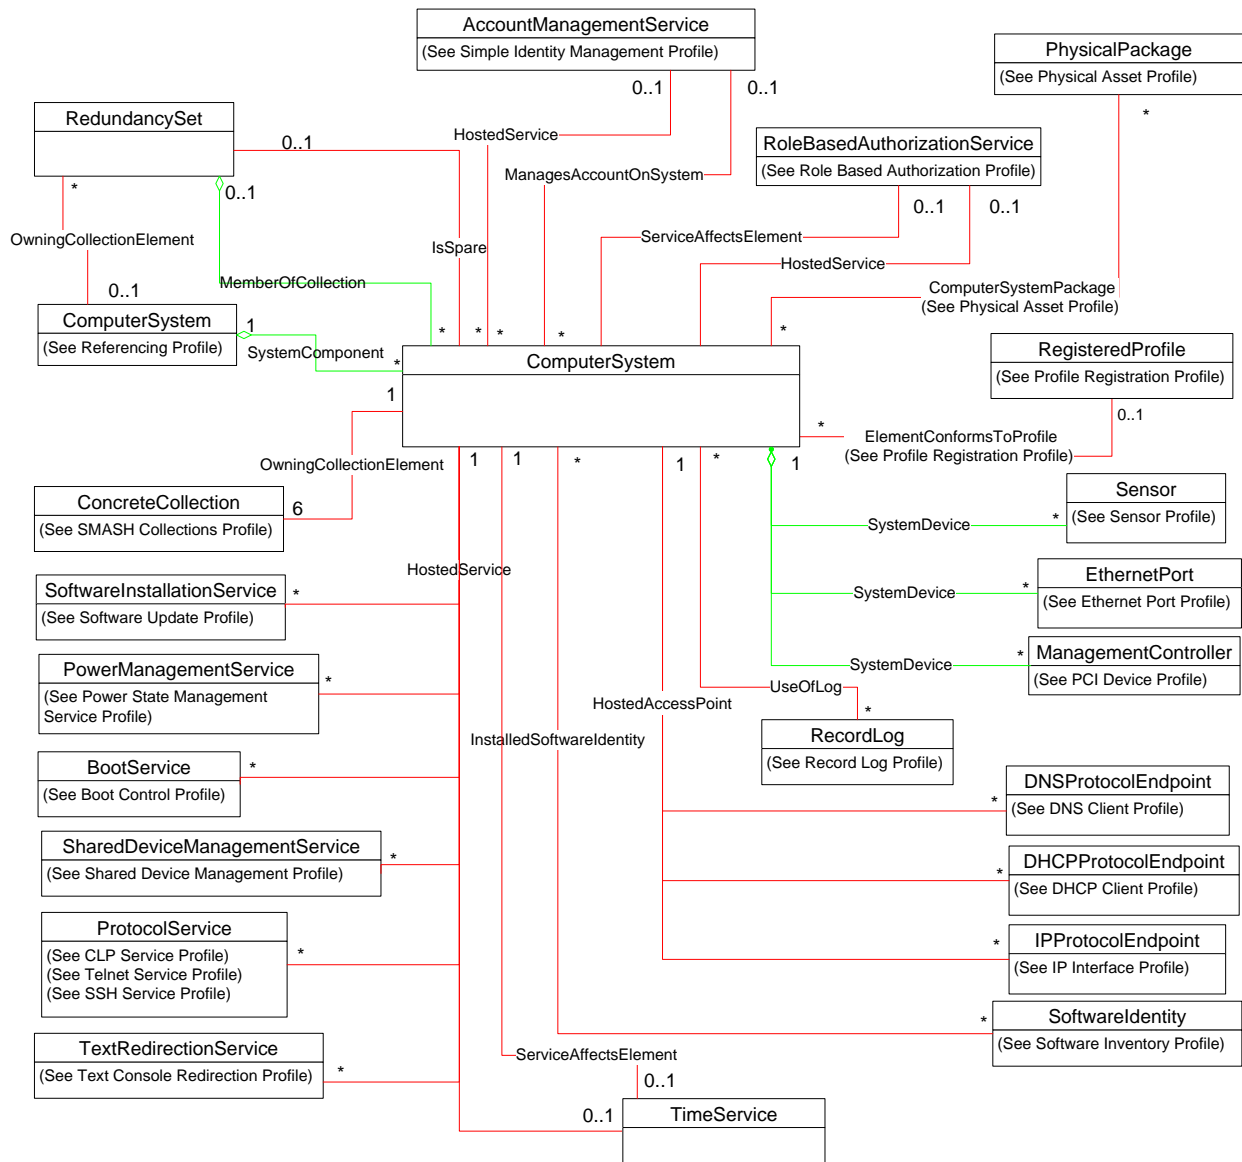 AccountManagementService
(See Simple Identity Management Profile)
0..1
0..1
PhysicalPackage
(See Physical Asset Profile)
*
RedundancySet
0..1
*
0..1
HostedService
ManagesAccountOnSystem
RoleBasedAuthorizationService
(See Role Based Authorization Profile)
0..1
0..1
OwningCollectionElement
IsSpare
ServiceAffectsElement
HostedService
MemberOfCollection
ComputerSystemPackage
(See Physical Asset Profile)
0..1
ComputerSystem
(See Referencing Profile)
1
SystemComponent
*
*
*
*
*
*
ComputerSystem
1
RegisteredProfile
(See Profile Registration Profile)
0..1
*
ElementConformsToProfile
(See Profile Registration Profile)
OwningCollectionElement
1
1
*
1
*
1
ConcreteCollection
(See SMASH Collections Profile)
6
Sensor
(See Sensor Profile)
*
SystemDevice
HostedService
SoftwareInstallationService
(See Software Update Profile)
*
EthernetPort
(See Ethernet Port Profile)
*
SystemDevice
PowerManagementService
(See Power State Management
Service Profile)
*
ManagementController
(See PCI Device Profile)
*
SystemDevice
UseOfLog
*
HostedAccessPoint
InstalledSoftwareIdentity
RecordLog
(See Record Log Profile)
BootService
(See Boot Control Profile)
*
DNSProtocolEndpoint
(See DNS Client Profile)
*
SharedDeviceManagementService
(See Shared Device Management Profile)
*
DHCPProtocolEndpoint
(See DHCP Client Profile)
*
ProtocolService
(See CLP Service Profile)
(See Telnet Service Profile)
(See SSH Service Profile)
*
IPProtocolEndpoint
(See IP Interface Profile)
*
SoftwareIdentity
(See Software Inventory Profile)
*
TextRedirectionService
(See Text Console Redirection Profile)
*
ServiceAffectsElement
0..1
0..1
TimeService